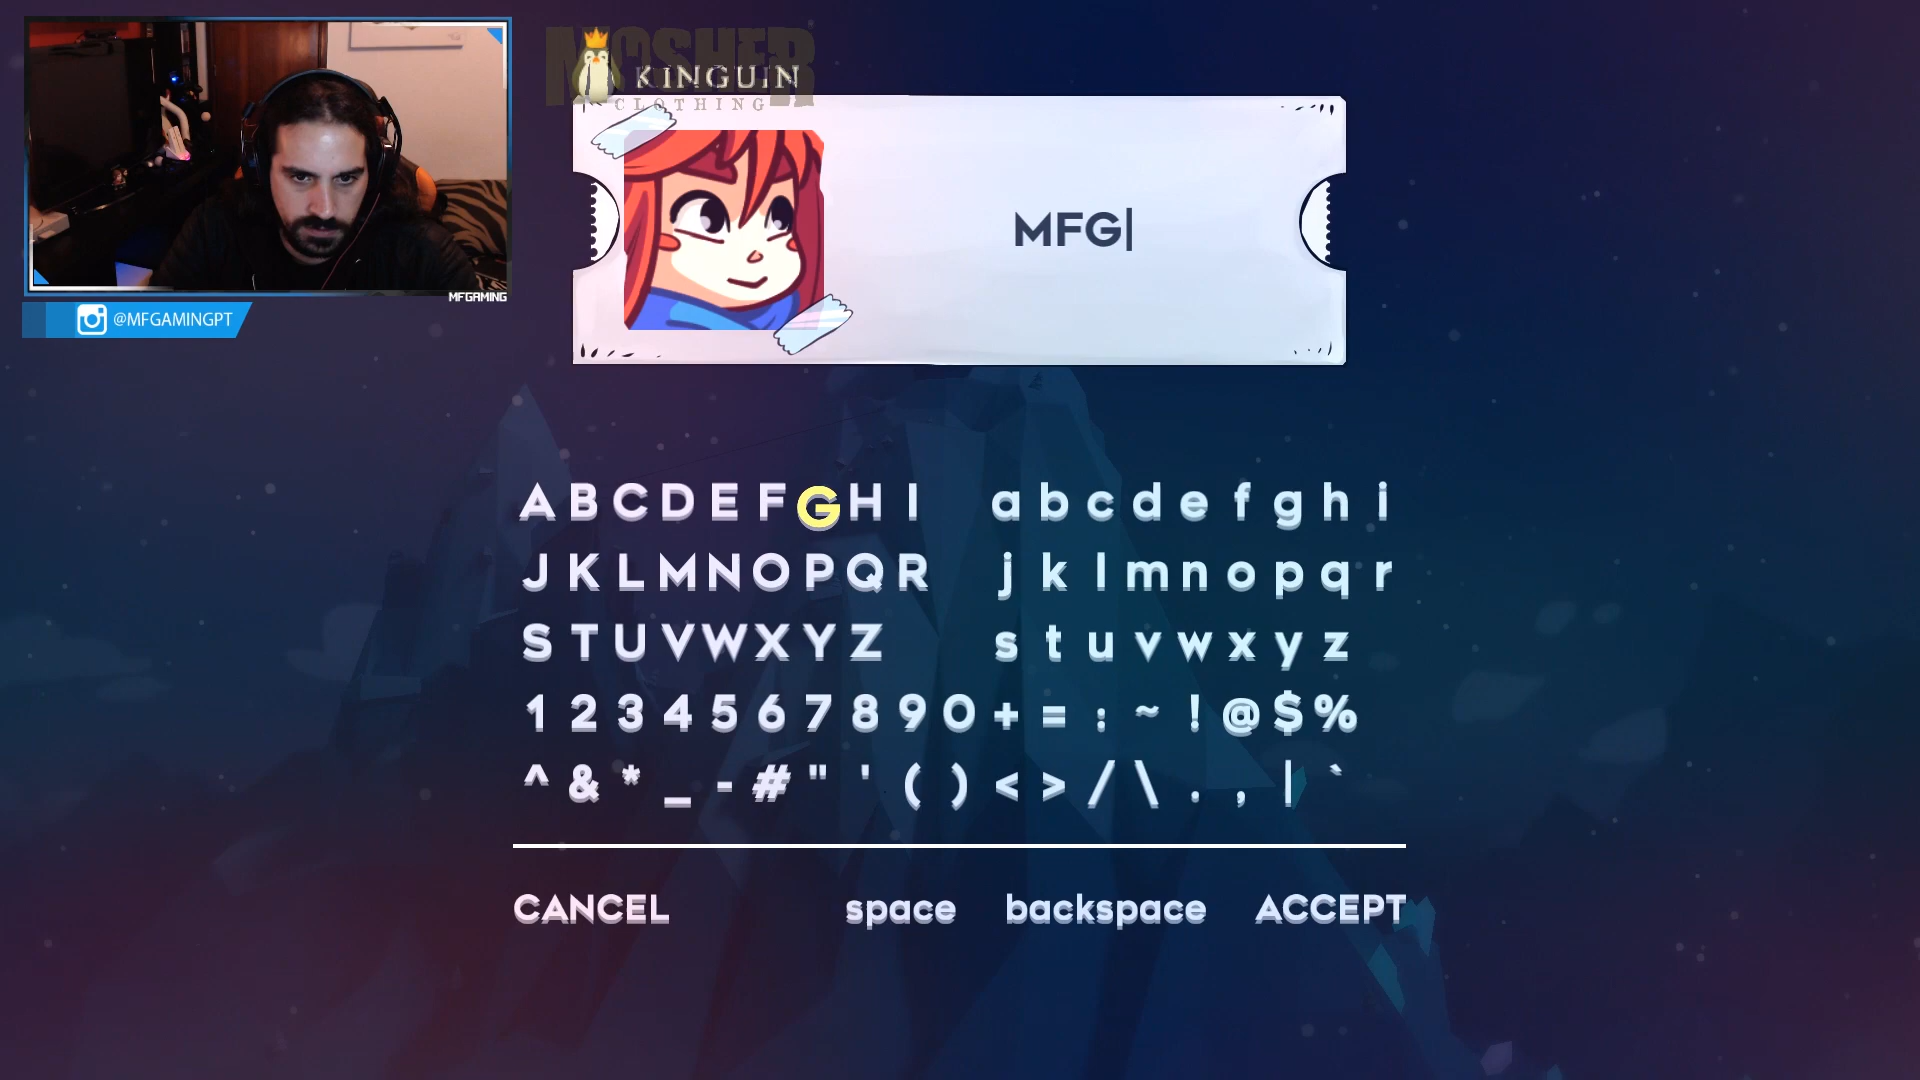 MOSHER
KINGUIN
CLOTHING
MFGAMING
@MFGAMINGPT
MFG
A B C D E F G H I a b c d e f g h i
J K L M N O P Q R j k l m n o p q r
S T U V W X Y Z s t u v w x y z
1 2 3 4 5 6 7 8 9 0 + = : ~ ! @ $ %
^ & * _ - # " ' ( ) < > / \ . , | `
CANCEL space backspace ACCEPT